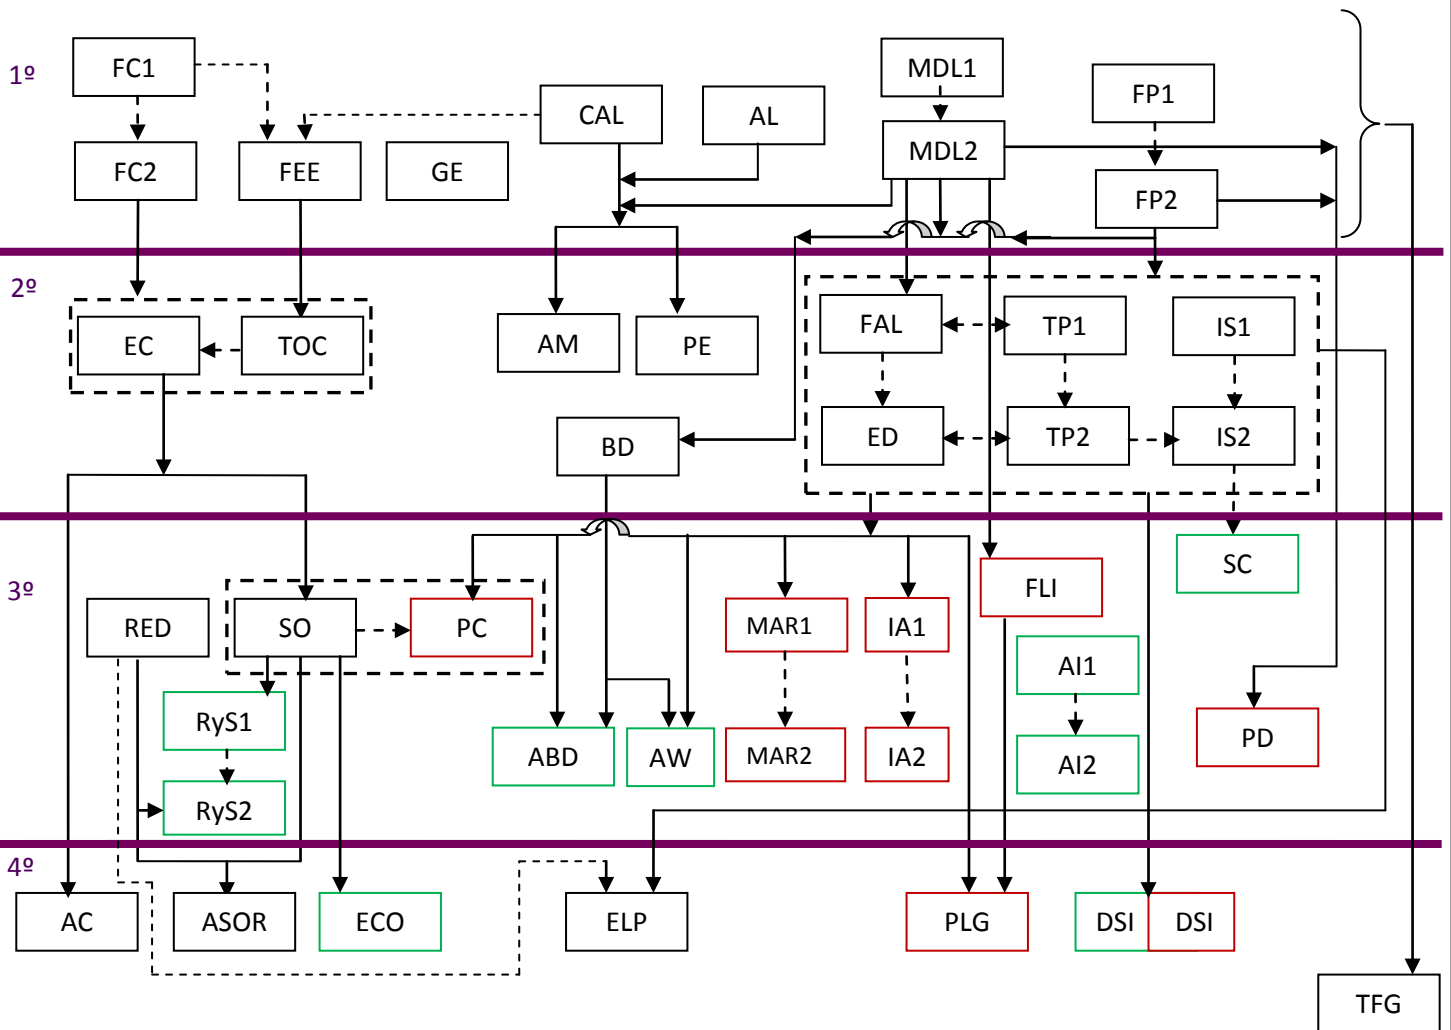 1º
FC1
CAL
AL
MDL1
FP1
FC2
FEE
GE
MDL2
FP2
2º
EC
TOC
AM
PE
FAL
TP1
IS1
BD
ED
TP2
IS2
3º
RED
SO
PC
MAR1
IA1
FLI
SC
RyS1
ABD
AW
MAR2
IA2
AI1
AI2
PD
RyS2
4º
AC
ASOR
ECO
ELP
PLG
DSI
DSI
TFG